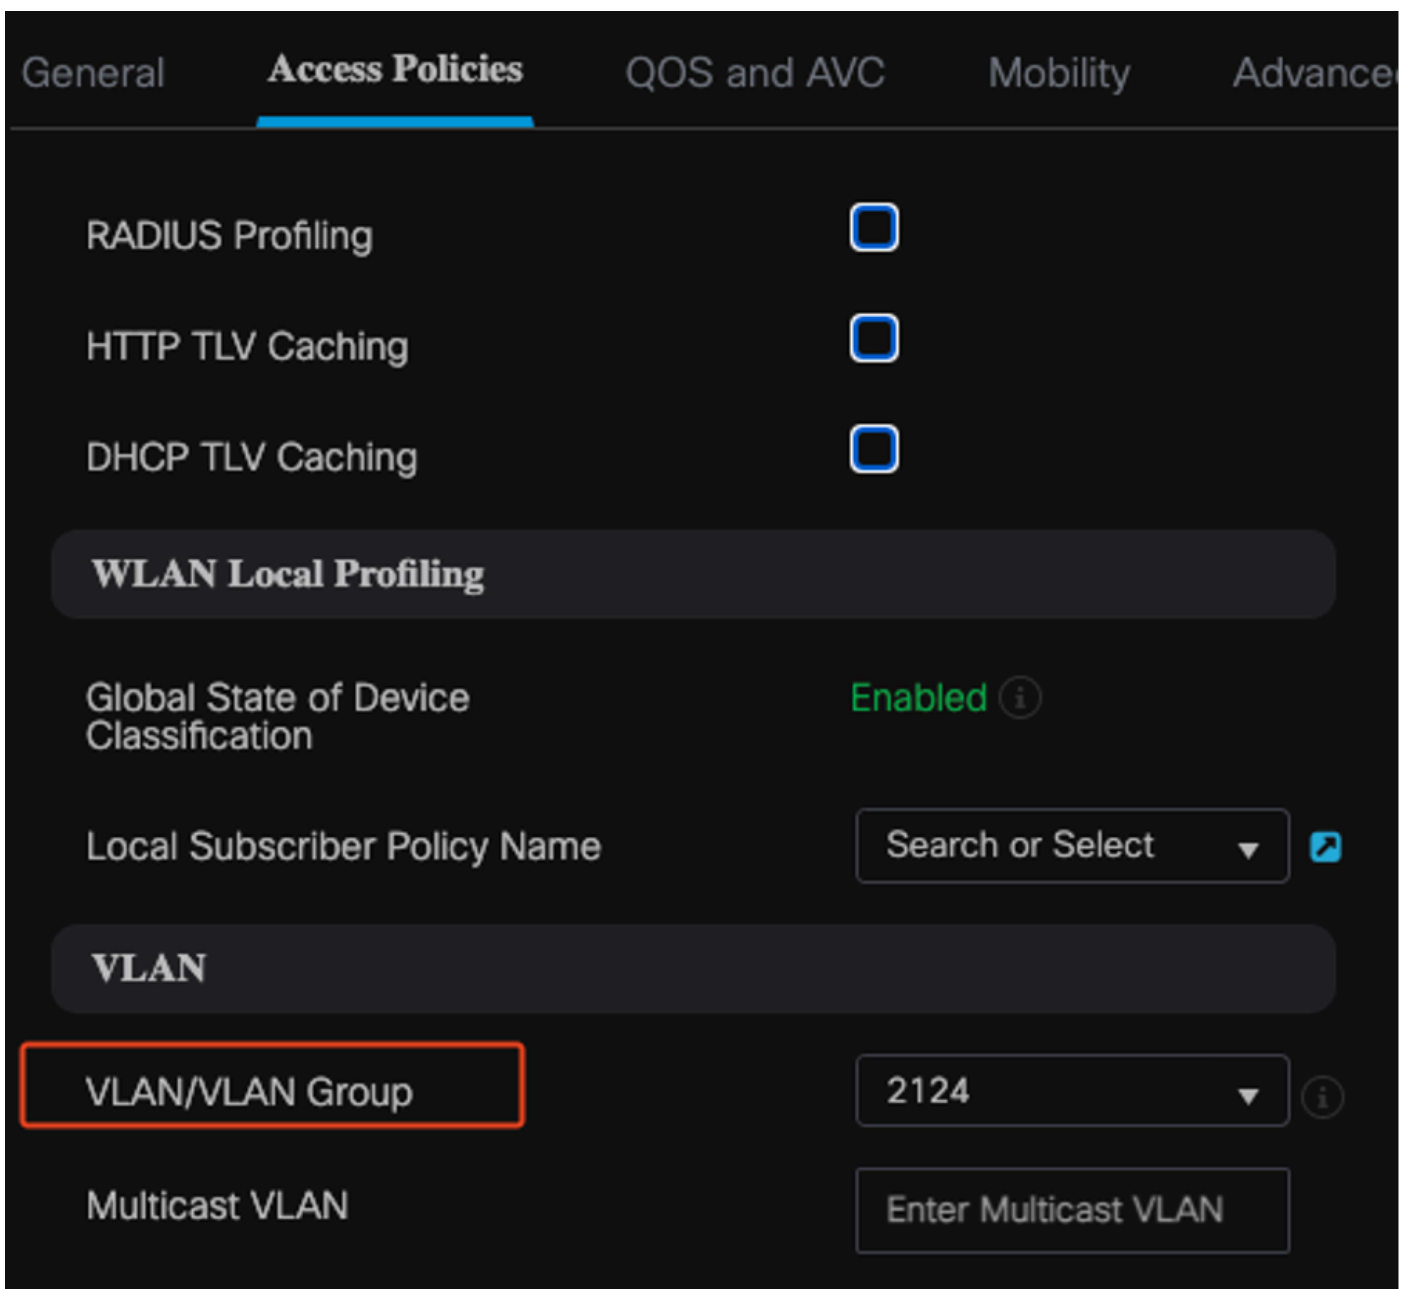 General Access Policies QOS and AVC Mobility Advance
RADIUS Profiling
HTTP TLV Caching
DHCP TLV Caching
WLAN Local Profiling
Global State of Device
Classification
Enabled
Local Subscriber Policy Name Search or Select
VLAN
VLAN/VLAN Group 2124
Multicast VLAN Enter Multicast VLAN